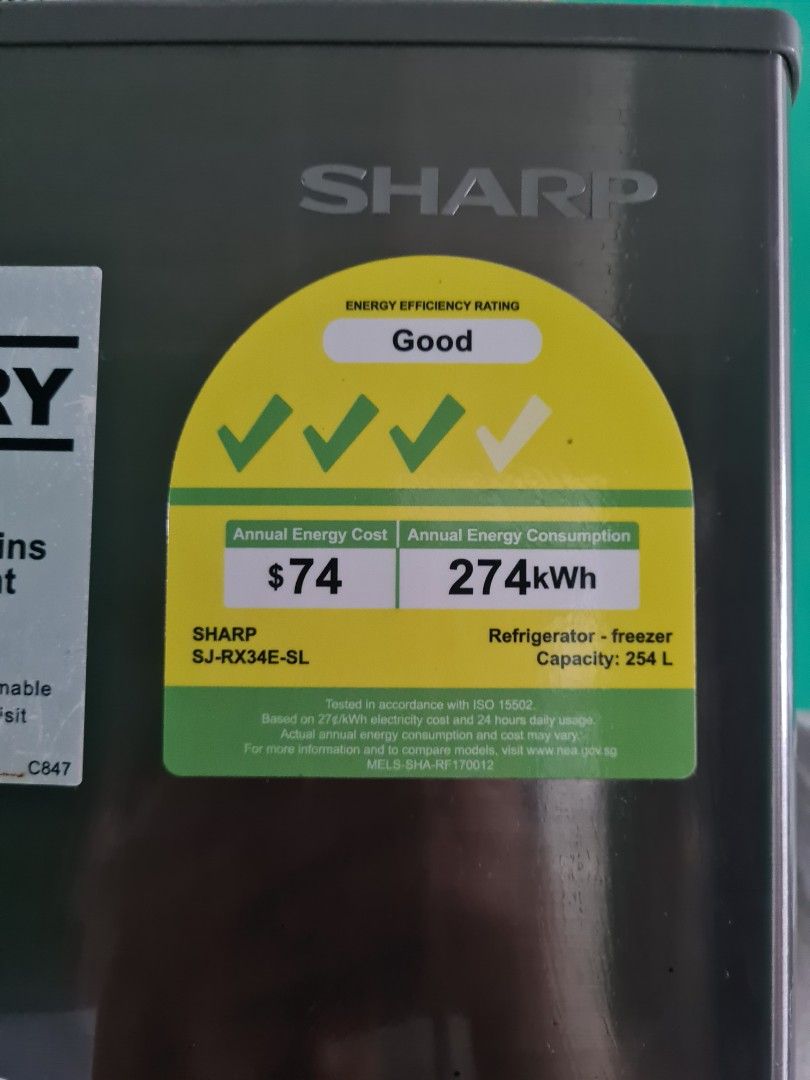 SHARP
ENERGY EFFICIENCY RATING
Good
Annual Energy Cost
Annual Energy Consumption
$74
274kWh
SHARP
SJ-RX34E-SL
Refrigerator - freezer
Capacity: 254 L
Tested in accordance with ISO 15502.
Based on 27¢/kWh electricity cost and 24 hours daily usage.
Actual annual energy consumption and cost may vary.
For more information and to compare models, visit www.nea.gov.sg
MELS-SHA-RF170012
RY
ins
C847